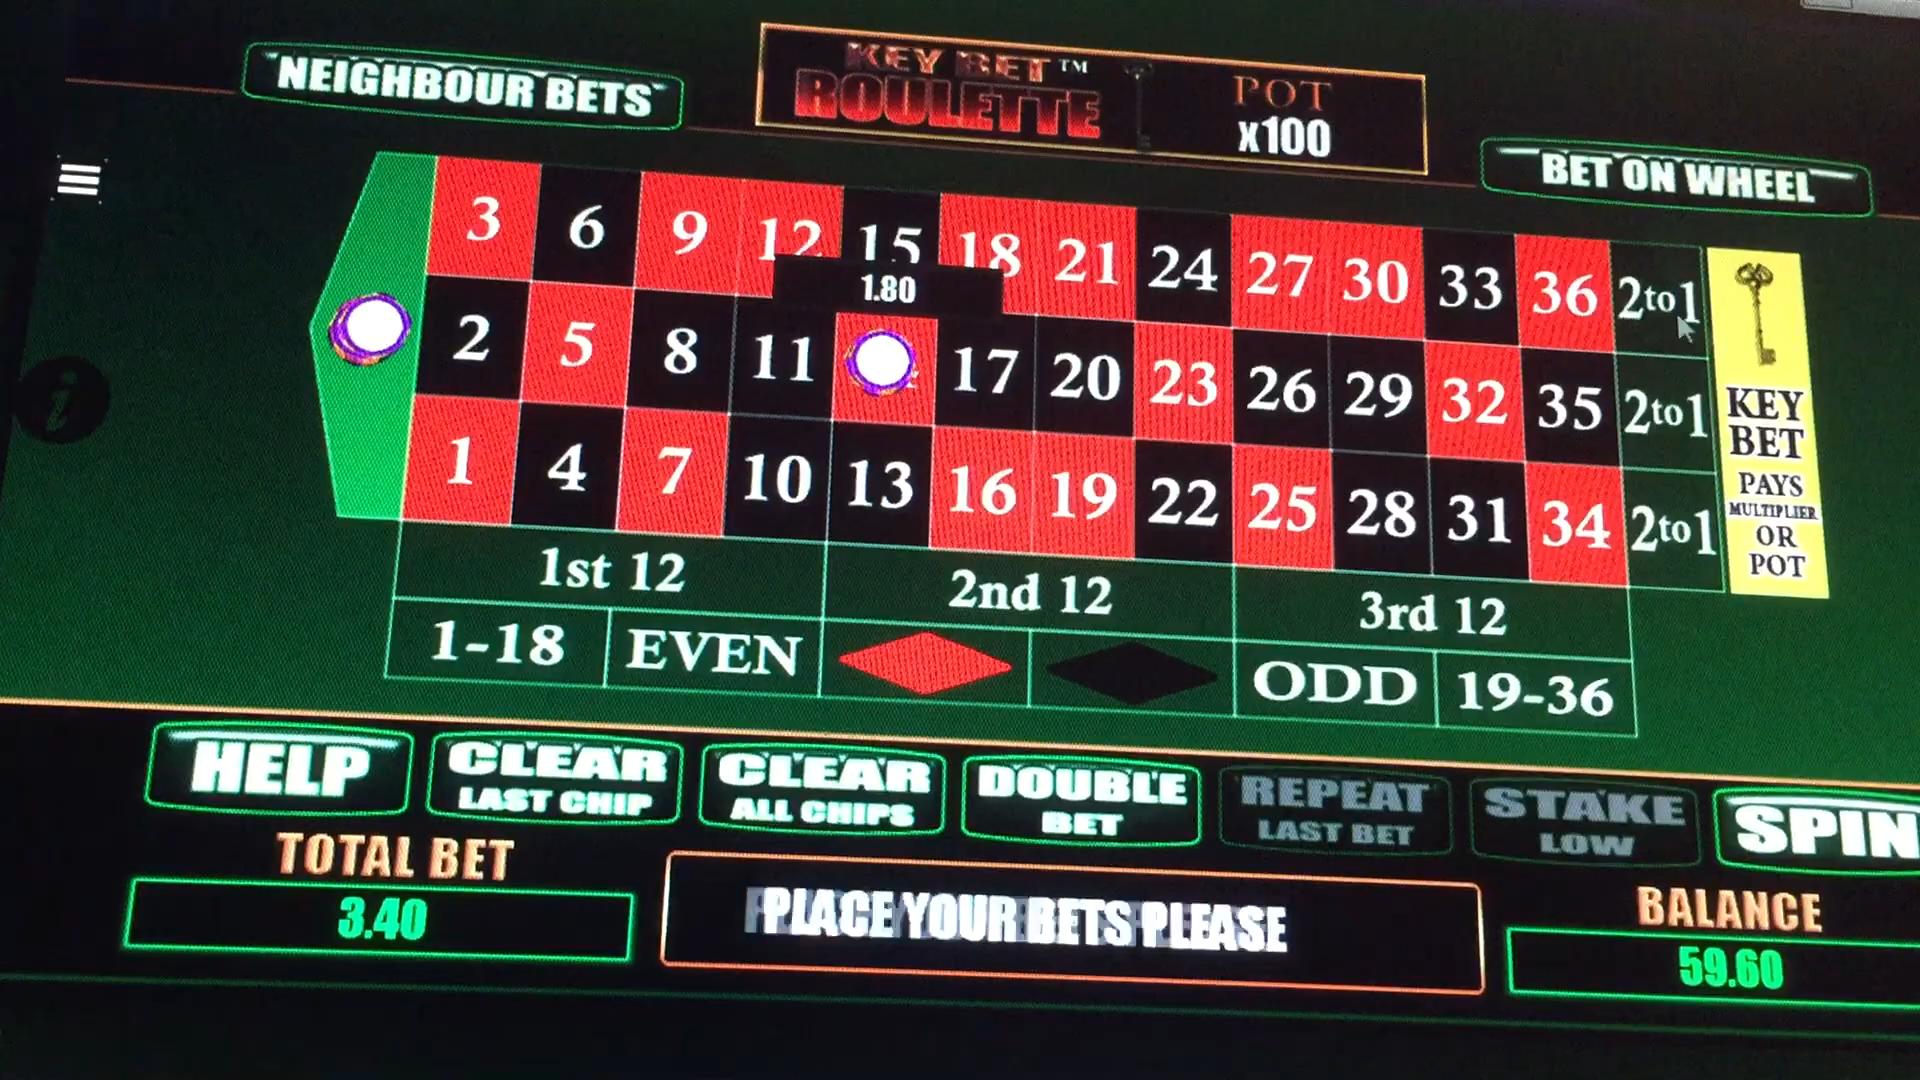 NEIGHBOUR BETS
KEY BET™
ROULETTE
POT
x100
BET ON WHEEL
3 6 9 12 15 18 21 24 27 30 33 36 2to1
1.80
2 5 8 11 17 20 23 26 29 32 35 2to1
1 4 7 10 13 16 19 22 25 28 31 34 2to1
KEY
BET
PAYS
MULTIPLIER
OR
POT
i
1st 12 2nd 12 3rd 12
1-18 EVEN ODD 19-36
HELP
CLEAR
LAST CHIP
CLEAR
ALL CHIPS
DOUBLE
BET
REPEAT
LAST BET
STAKE
LOW
SPIN
TOTAL BET
3.40
PLACE YOUR BETS PLEASE
BALANCE
59.60